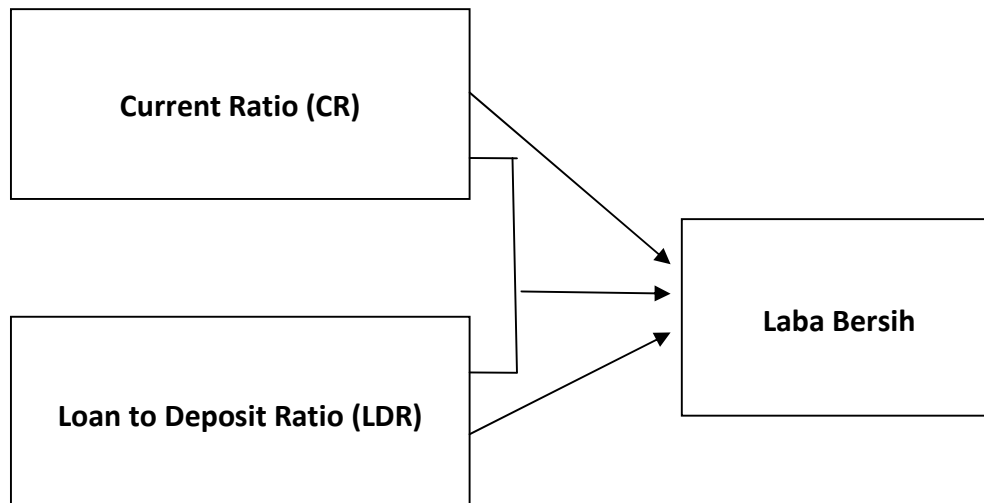 Current Ratio (CR)
Laba Bersih
Loan to Deposit Ratio (LDR)